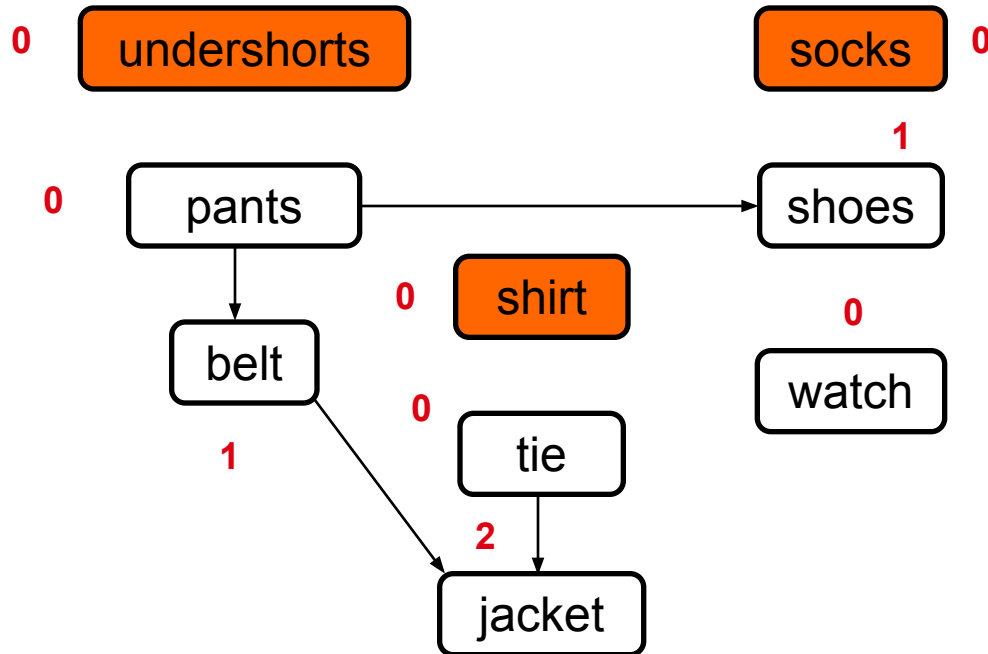 0 undershorts socks 0
1
0 pants shoes
0 shirt 0
belt watch
0
1 tie
2
jacket